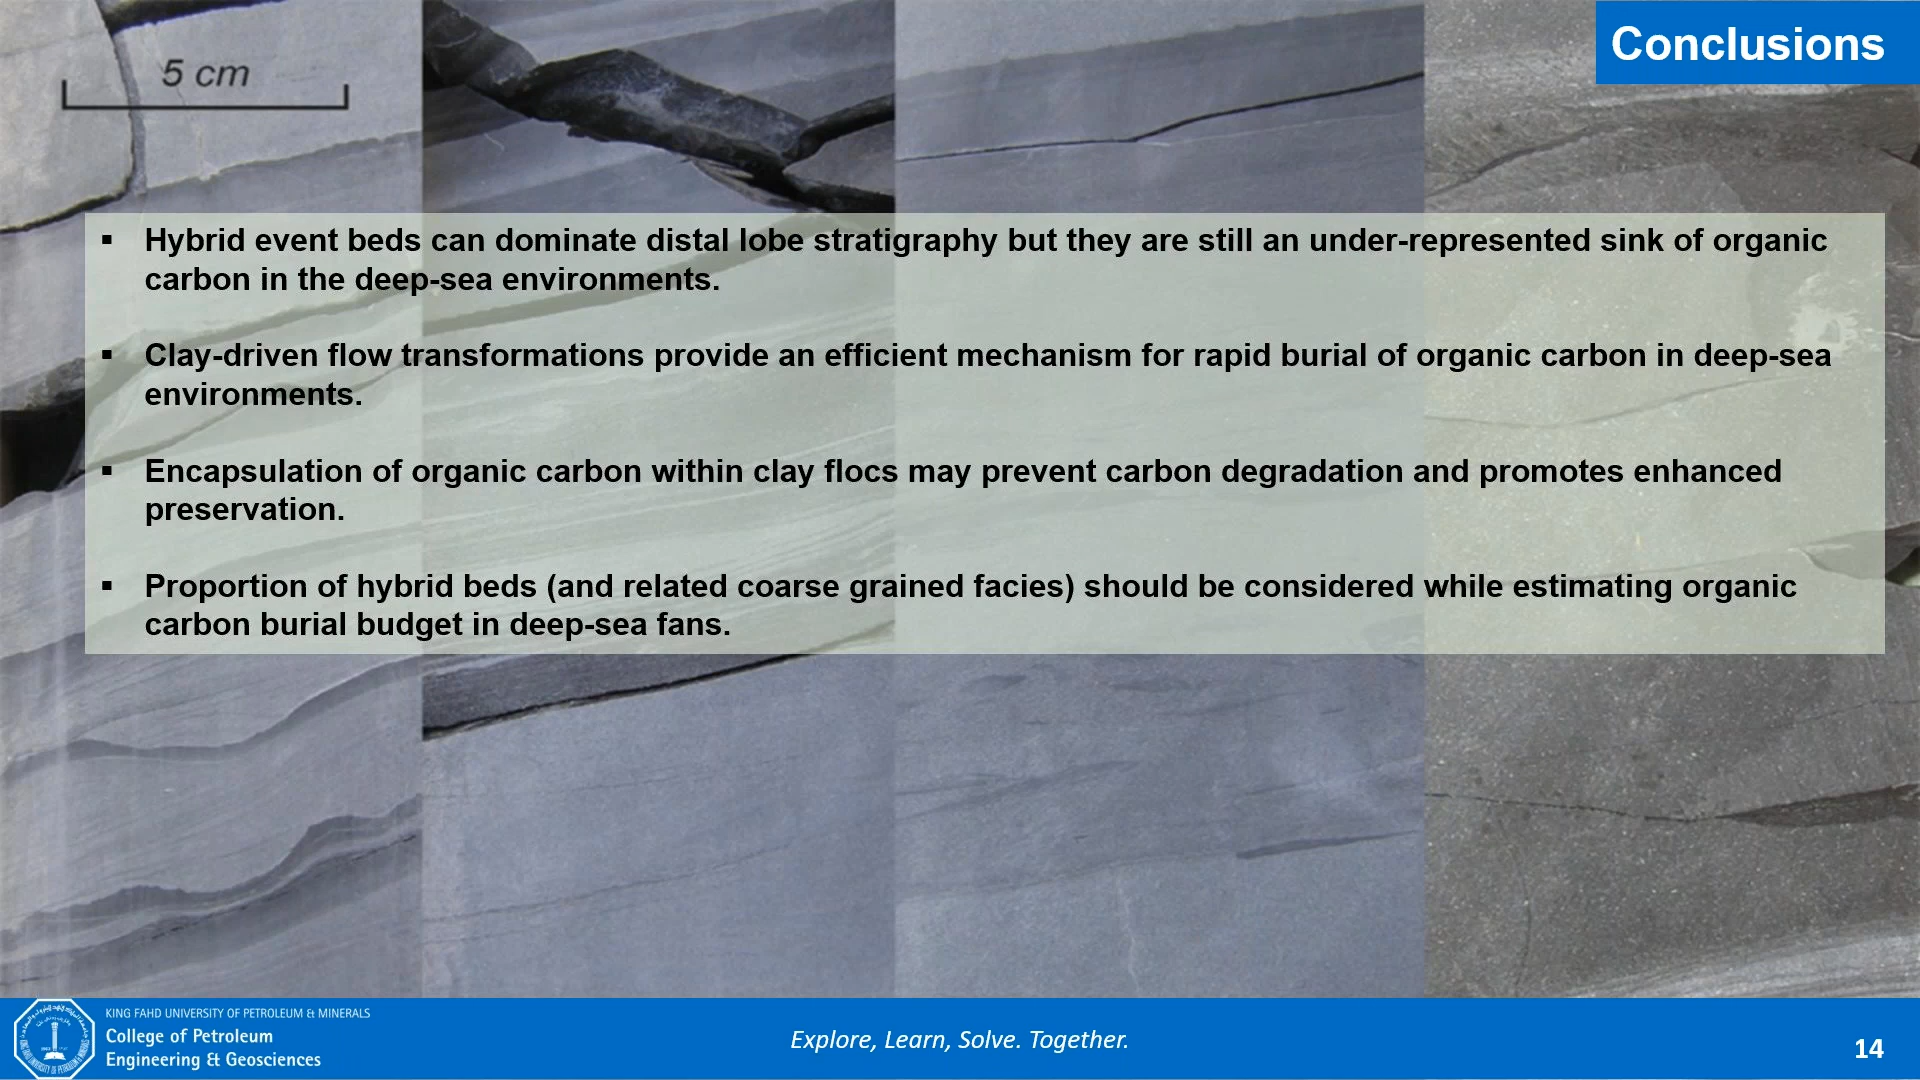 5 cm
Conclusions
▪ Hybrid event beds can dominate distal lobe stratigraphy but they are still an under-represented sink of organic
carbon in the deep-sea environments.
▪ Clay-driven flow transformations provide an efficient mechanism for rapid burial of organic carbon in deep-sea
environments.
▪ Encapsulation of organic carbon within clay flocs may prevent carbon degradation and promotes enhanced
preservation.
▪ Proportion of hybrid beds (and related coarse grained facies) should be considered while estimating organic
carbon burial budget in deep-sea fans.
KING FAHD UNIVERSITY OF PETROLEUM & MINERALS
College of Petroleum
Engineering & Geosciences
Explore, Learn, Solve. Together.
14